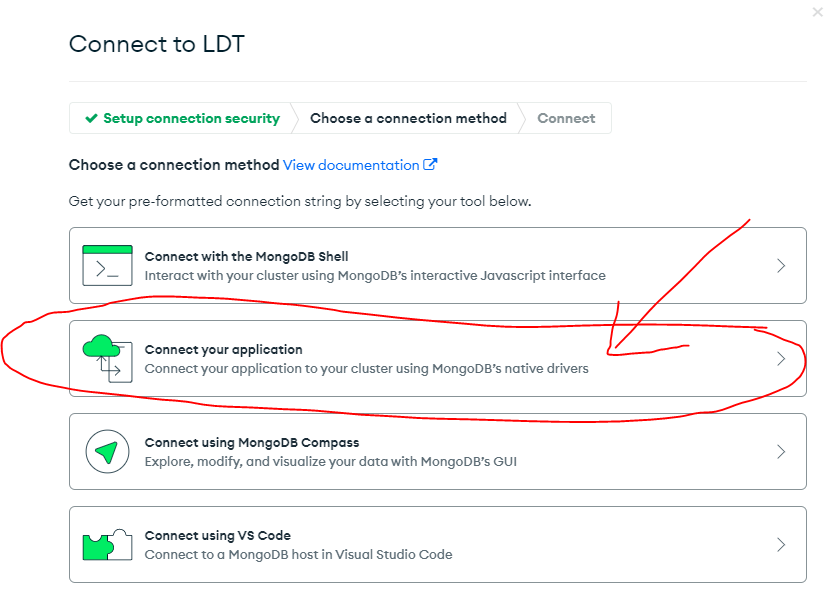 Connect to LDT
Setup connection security
Choose a connection method
Connect
Choose a connection method View documentation
Get your pre-formatted connection string by selecting your tool below.
Connect with the MongoDB Shell
Interact with your cluster using MongoDB's interactive Javascript interface
Connect your application
Connect your application to your cluster using MongoDB's native drivers
Connect using MongoDB Compass
Explore, modify, and visualize your data with MongoDB's GUI
Connect using VS Code
Connect to a MongoDB host in Visual Studio Code